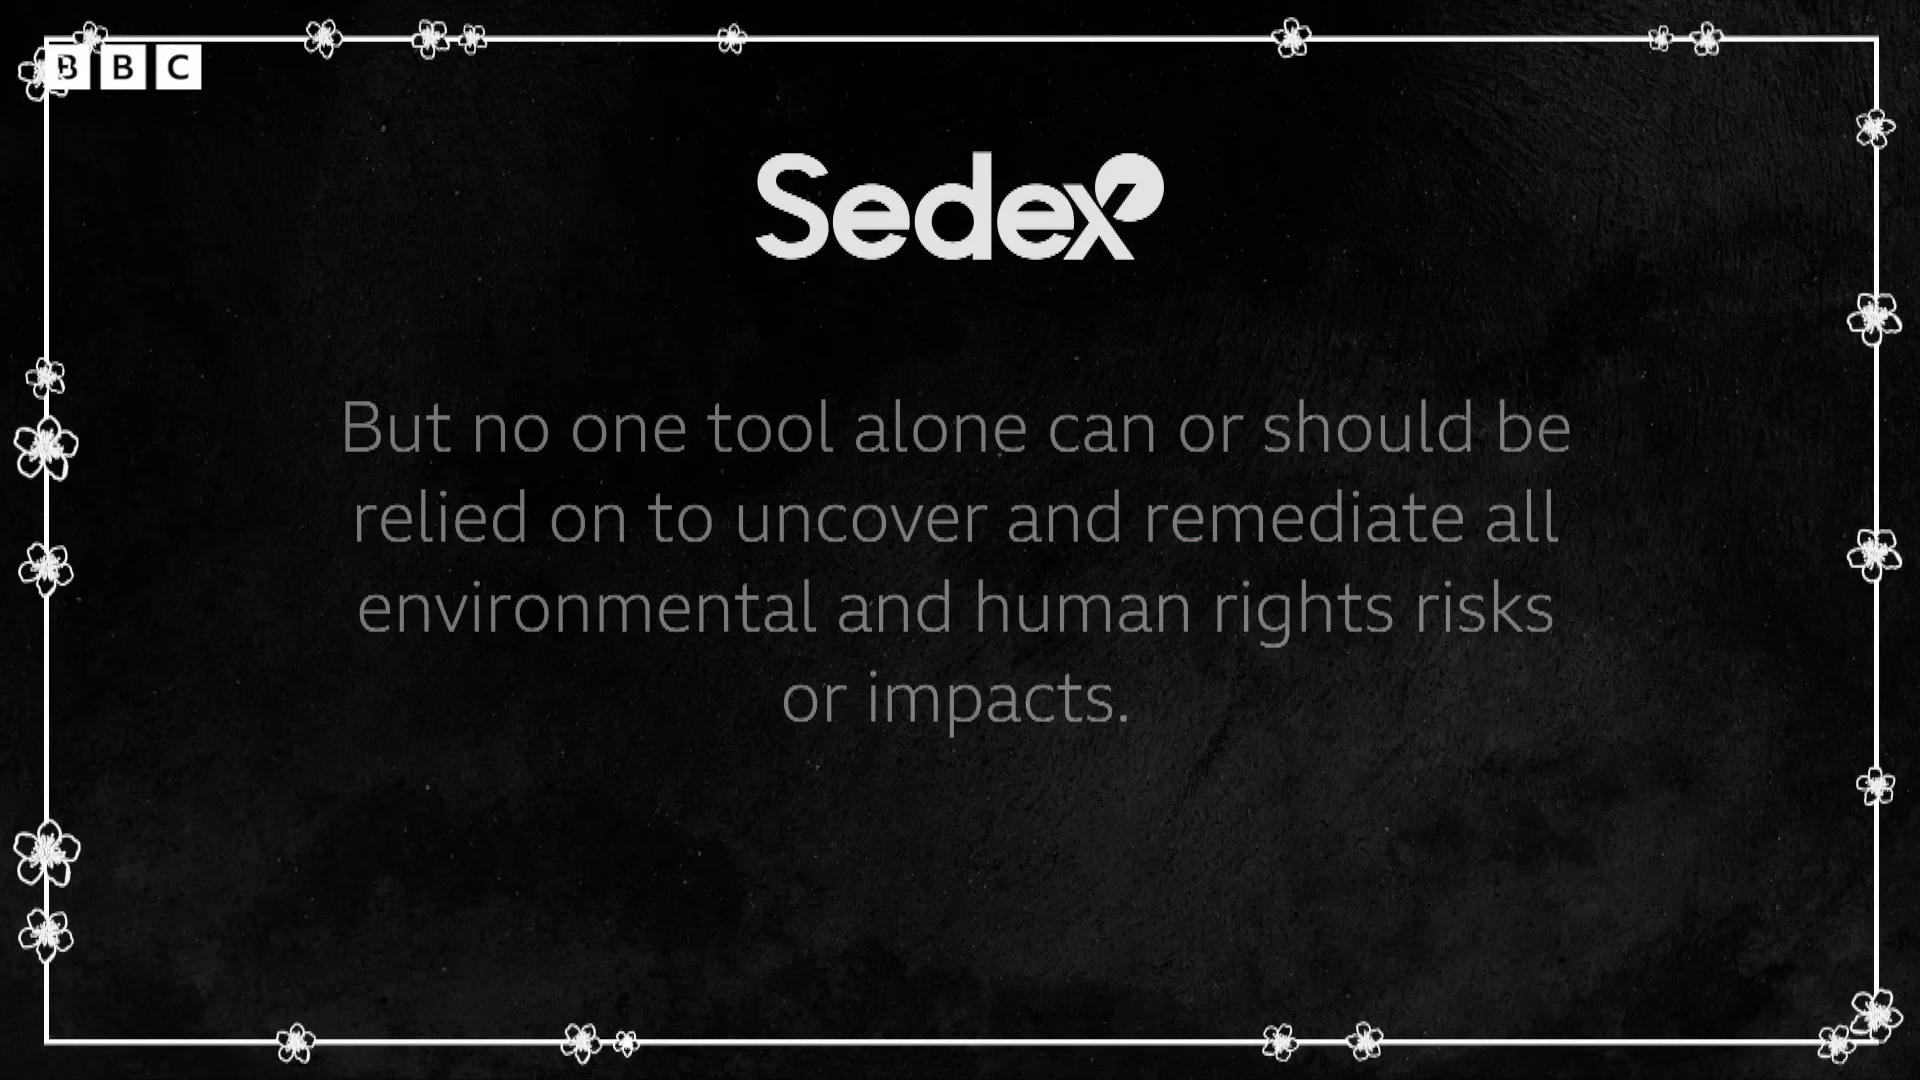 BBC
Sedex
But no one tool alone can or should be
relied on to uncover and remediate all
environmental and human rights risks
or impacts.